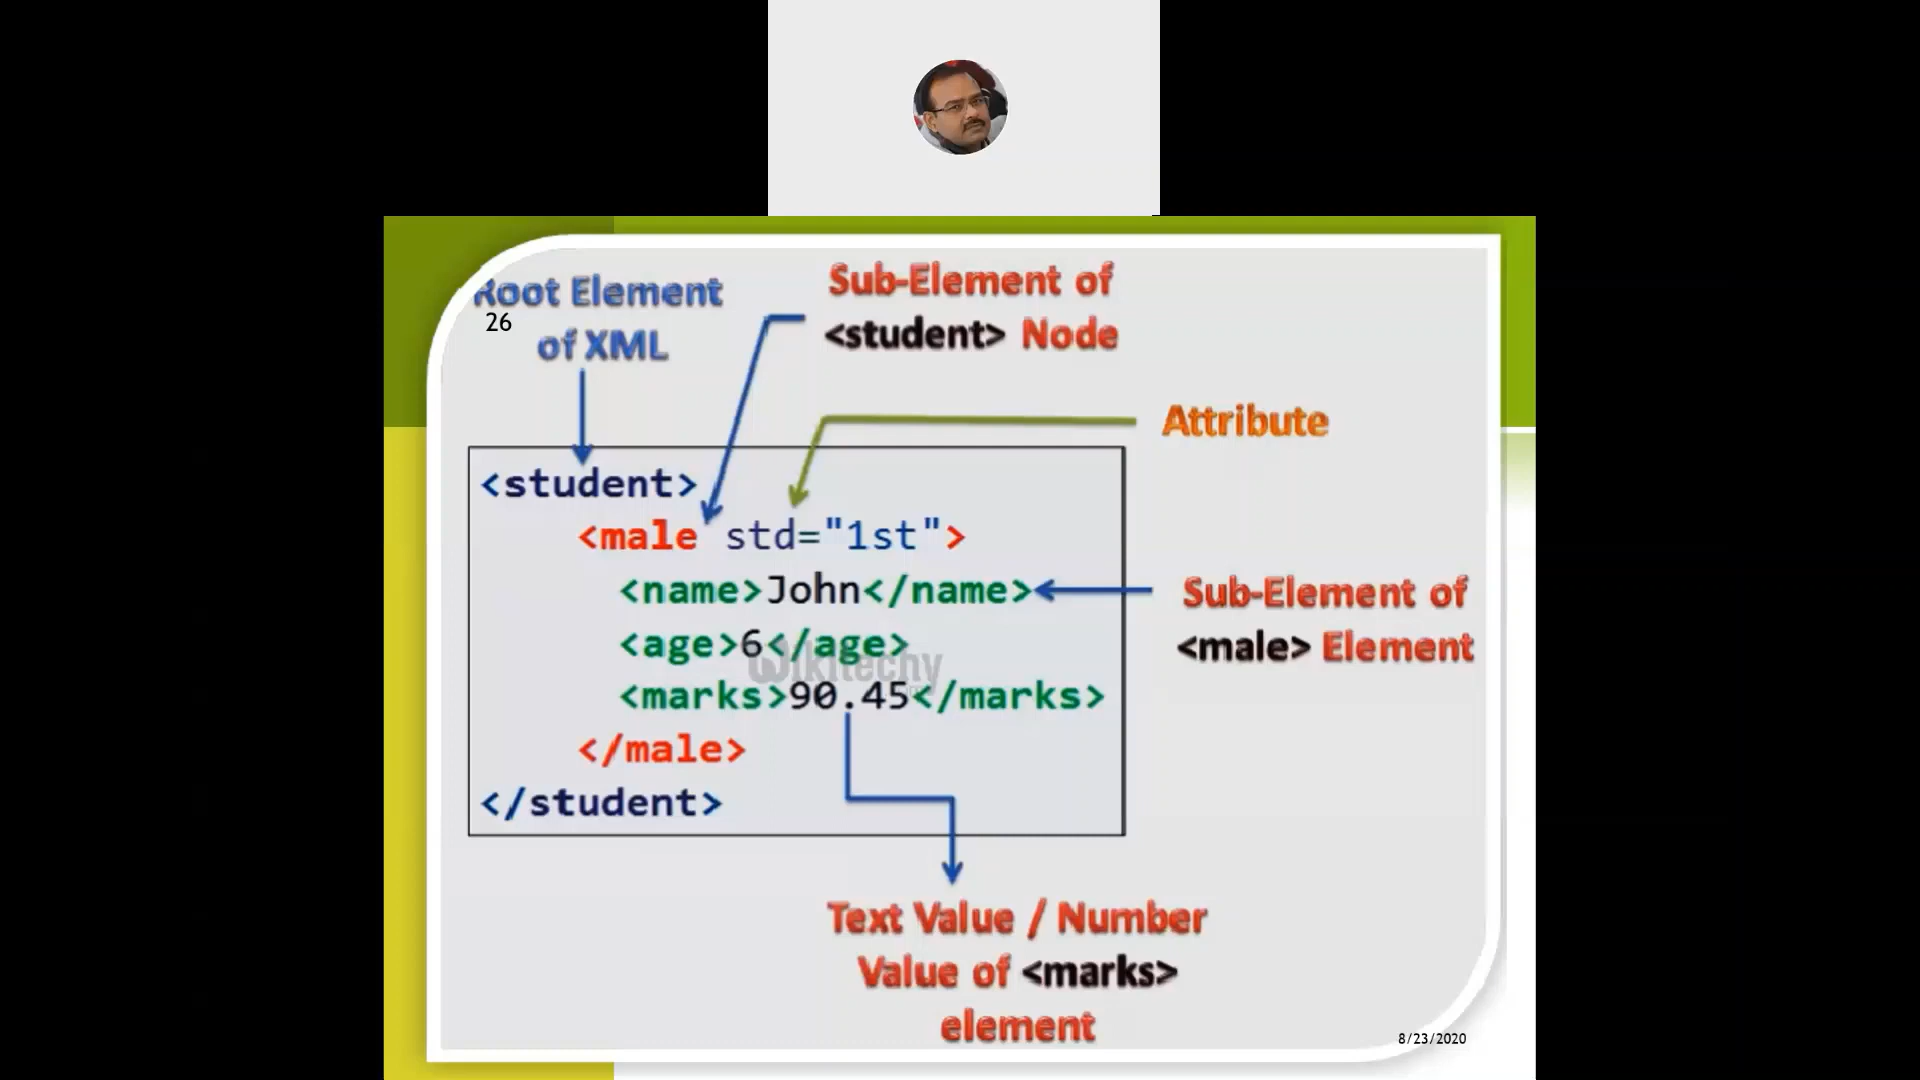 Root Element
26
of XML
Sub-Element of
<student> Node
Attribute
<student>
<male std="1st">
<name>John</name>
<age>6</age>
<marks>90.45</marks>
</male>
</student>
Sub-Element of
<male> Element
wikitechy
Text Value / Number
Value of <marks>
element
8/23/2020